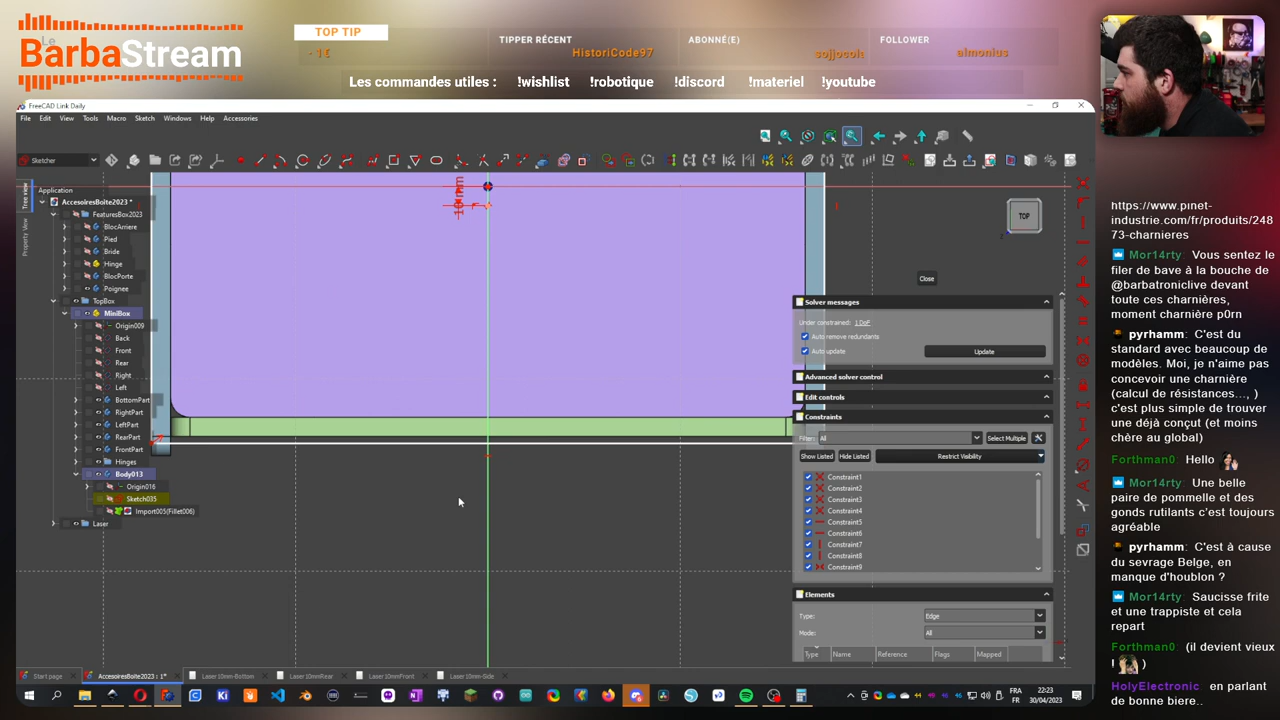 Le
BarbaStream
TOP TIP
- 1€
TIPPER RÉCENT
HistoriCode97
ABONNÉ(E)
sojjocolt
FOLLOWER
almonius
Les commandes utiles :
!wishlist
!robotique
!discord
!materiel
!youtube
FreeCAD Link Daily
File
Edit
View
Tools
Macro
Sketch
Windows
Help
Accessories
Sketcher
Tree view
Property View
Application
AccesoiresBoite2023 *
FeaturesBox2023
BlocArriere
Pied
Bride
Hinge
BlocPorte
Poignee
TopBox
MiniBox
Origin009
Back
Front
Rear
Right
Left
BottomPart
RightPart
LeftPart
RearPart
FrontPart
Hinges
Body013
Origin016
Sketch035
Import005(Fillet006)
Laser
TOP
Close
Solver messages
Under constrained: 1 DoF
Auto remove redundants
Auto update
Update
Advanced solver control
Edit controls
Constraints
Filter:
All
Select Multiple
Show Listed
Hide Listed
Restrict Visibility
Constraint1
Constraint2
Constraint3
Constraint4
Constraint5
Constraint6
Constraint7
Constraint8
Constraint9
Elements
Type:
Edge
Mode:
All
Type
Name
Reference
Flags
Mapped
Start page
AccesoiresBoite2023 : 1*
Laser10mm-Bottom
Laser10mmRear
Laser10mmFront
Laser10mm-Side
FRA
FR
22:23
30/04/2023
https://www.pinet-
industrie.com/fr/produits/248
73-charnieres
Mor14rty: Vous sentez le
filer de bave à la bouche de
@barbatroniclive devant
toute ces charnières,
moment charnière p0rn
pyrhamm: C'est du
standard avec beaucoup de
modèles. Moi, je n'aime pas
concevoir une charnière
(calcul de résistances..., )
c'est plus simple de trouver
une déjà conçut (et moins
chère au global)
Forthman0: Hello
Mor14rty: Une belle
paire de pommelle et des
gonds rutilants c'est toujours
agréable
pyrhamm: C'est à cause
du sevrage Belge, en
manque d'houblon ?
Mor14rty: Saucisse frite
et une trappiste et cela
repart
Forthman0: (il devient vieux
! )
HolyElectronic: en parlant
de bonne biere..